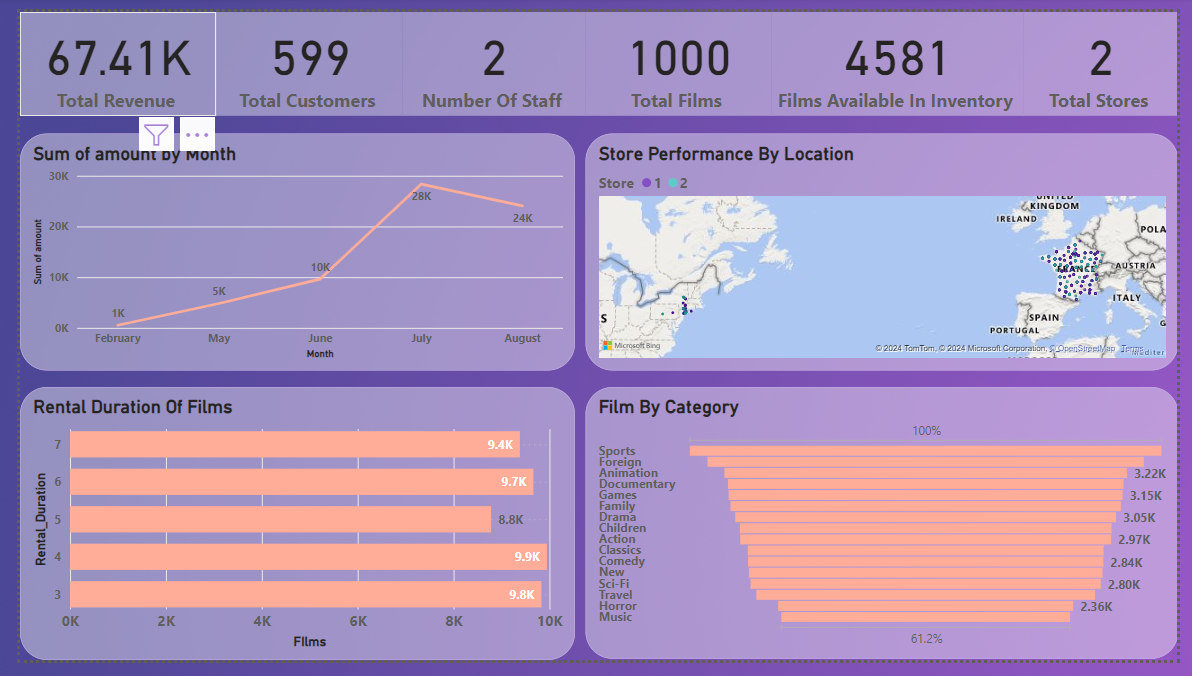 67.41K
Total Revenue
599
Total Customers
2
Number Of Staff
1000
Total Films
4581
Films Available In Inventory
2
Total Stores
Sum of amount by Month
30K
20K
10K
0K
Sum of amount
1K
5K
10K
28K
24K
February
May
June
July
August
Month
Store Performance By Location
Store 1 2
UNITED
KINGDOM
IRELAND
POLA
FRANCE
AUSTRIA
ITALY
SPAIN
PORTUGAL
S
G
Microsoft Bing
© 2024 TomTom, © 2024 Microsoft Corporation, © OpenStreetMap Terms
Mediter
Rental Duration Of Films
Rental_Duration
7
9.4K
6
9.7K
5
8.8K
4
9.9K
3
9.8K
0K
2K
4K
6K
8K
10K
Films
Film By Category
100%
Sports
Foreign
Animation
3.22K
Documentary
Games
3.15K
Family
Drama
3.05K
Children
Action
2.97K
Classics
Comedy
2.84K
New
Sci-Fi
2.80K
Travel
Horror
2.36K
Music
61.2%